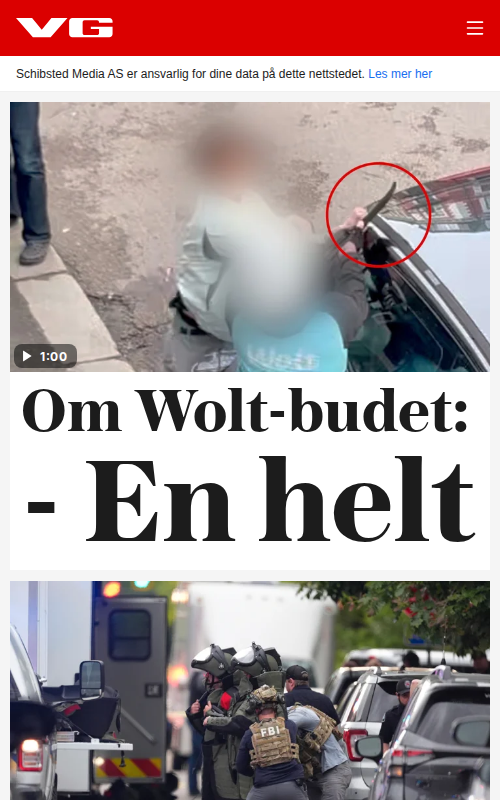 VG
Schibsted Media AS er ansvarlig for dine data på dette nettstedet. Les mer her
1:00
Om Wolt-budet:
- En helt
FBI